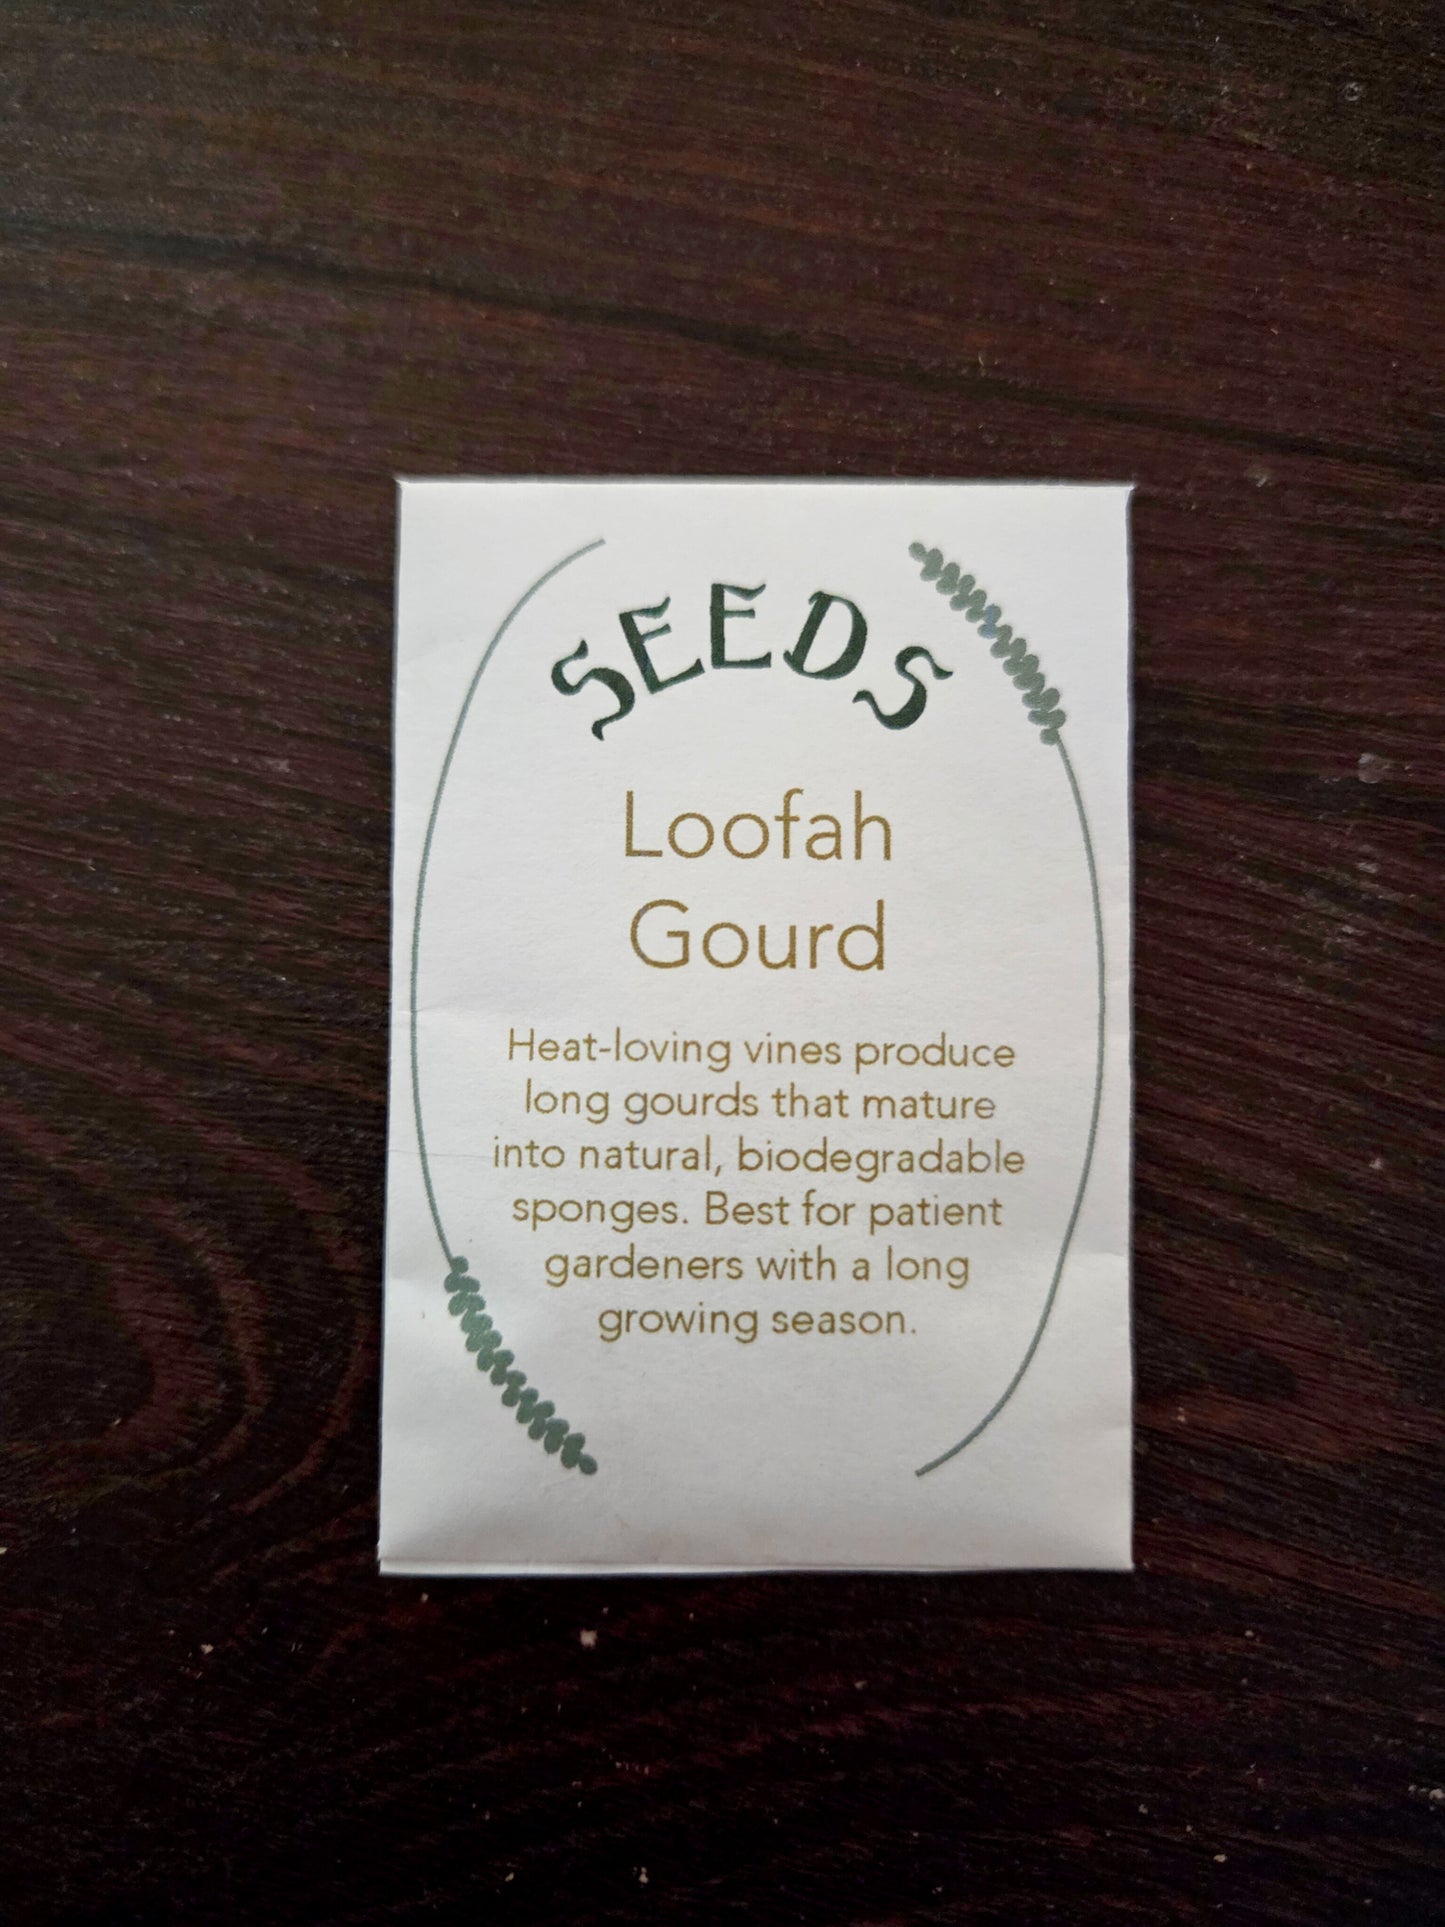 SEEDS
Loofah
Gourd
Heat-loving vines produce
long gourds that mature
into natural, biodegradable
sponges. Best for patient
gardeners with a long
growing season.